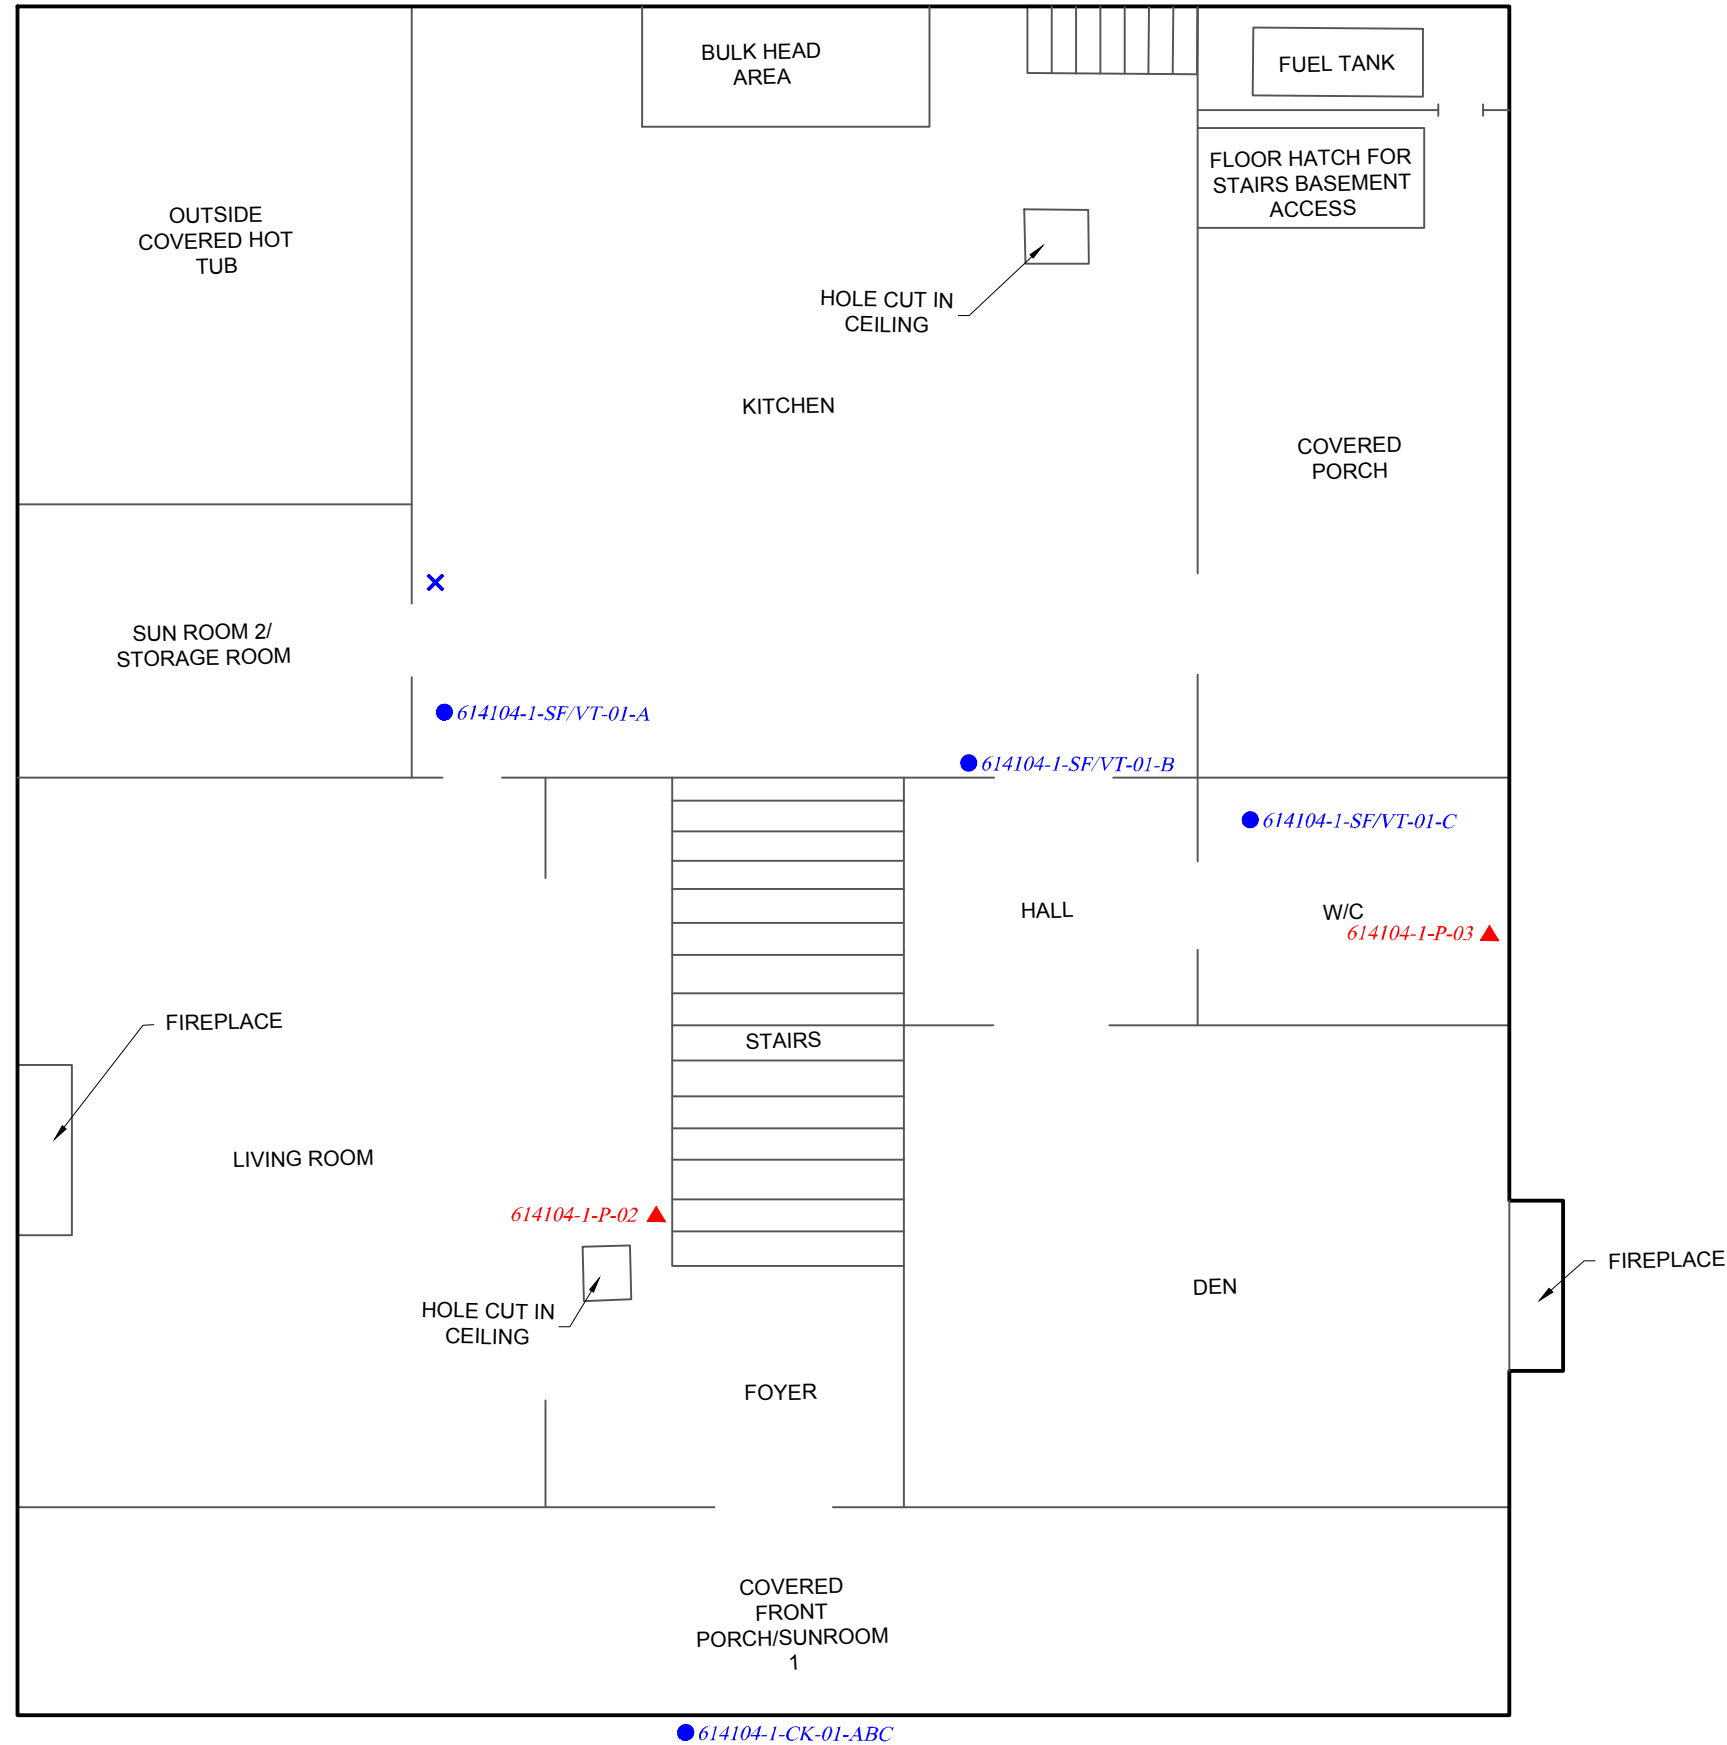 BULK HEAD
AREA
FUEL TANK
FLOOR HATCH FOR
STAIRS BASEMENT
ACCESS
OUTSIDE
COVERED HOT
TUB
HOLE CUT IN
CEILING
KITCHEN
COVERED
PORCH
SUN ROOM 2/
STORAGE ROOM
614104-1-SF/VT-01-A
614104-1-SF/VT-01-B
614104-1-SF/VT-01-C
HALL
W/C
614104-1-P-03
FIREPLACE
STAIRS
LIVING ROOM
614104-1-P-02
FIREPLACE
DEN
HOLE CUT IN
CEILING
FOYER
COVERED
FRONT
PORCH/SUNROOM
1
614104-1-CK-01-ABC